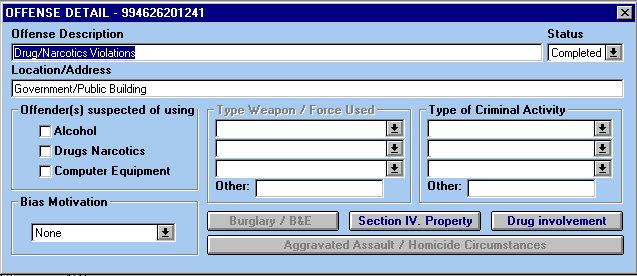 OFFENSE DETAIL - 994626201241
Offense Description
Status
Drug/Narcotics Violations
Completed
Location/Address
Government/Public Building
Offender(s) suspected of using
Type Weapon / Force Used
Type of Criminal Activity
Alcohol
Drugs Narcotics
Computer Equipment
Other:
Other:
Bias Motivation
None
Burglary / B&E
Section IV. Property
Drug involvement
Aggravated Assault / Homicide Circumstances